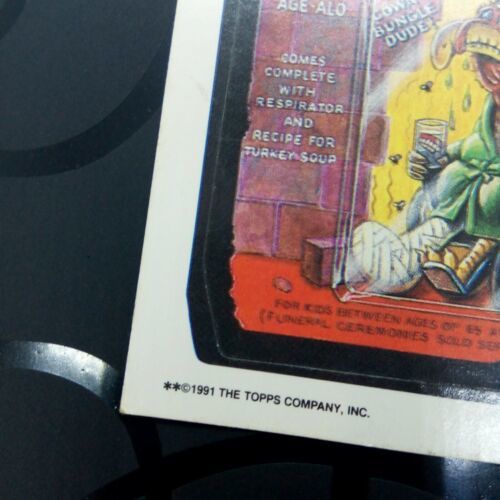 AGE-ALO
BUNGLE
DUDE!
COMES
COMPLETE
WITH
RESPIRATOR
AND
RECIPE FOR
TURKEY SOUP
FOR KIDS BETWEEN AGES OF 65
(FUNERAL CEREMONIES SOLD
**©1991 THE TOPPS COMPANY, INC.